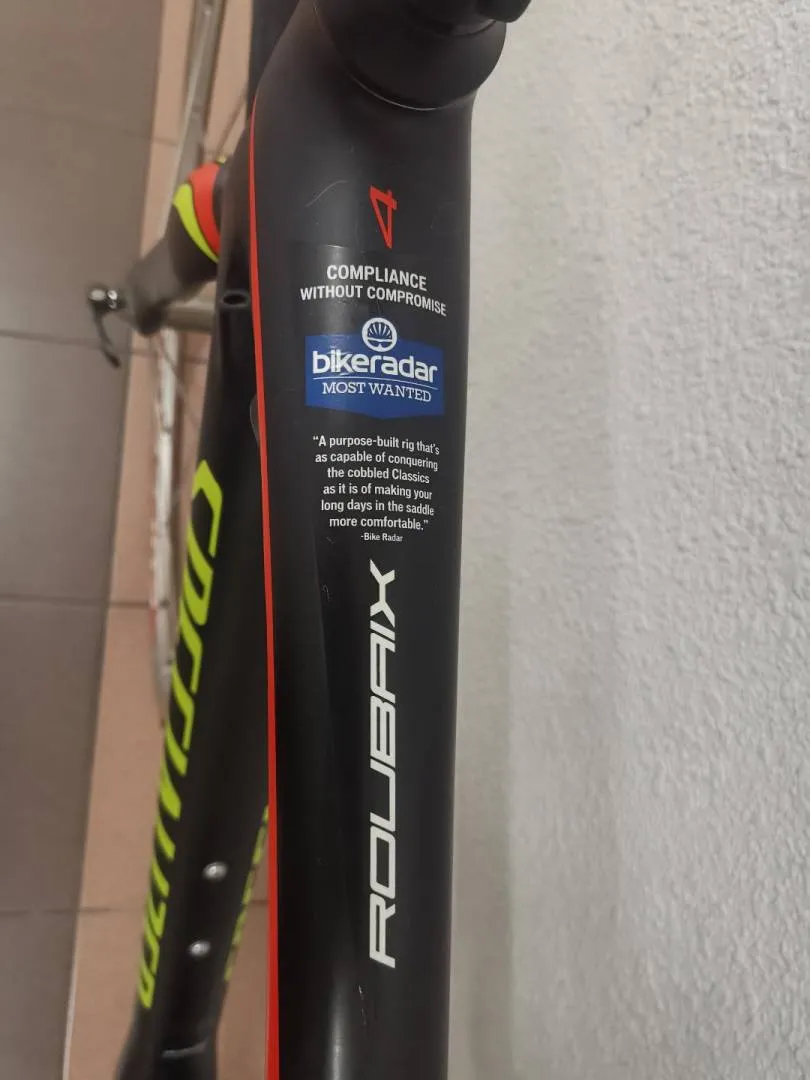 4
COMPLIANCE
WITHOUT COMPROMISE
bikeradar
MOST WANTED
“A purpose-built rig that's
as capable of conquering
the cobbled Classics
as it is of making your
long days in the saddle
more comfortable.”
-Bike Radar
ROUBAIX
SPECIALIZED